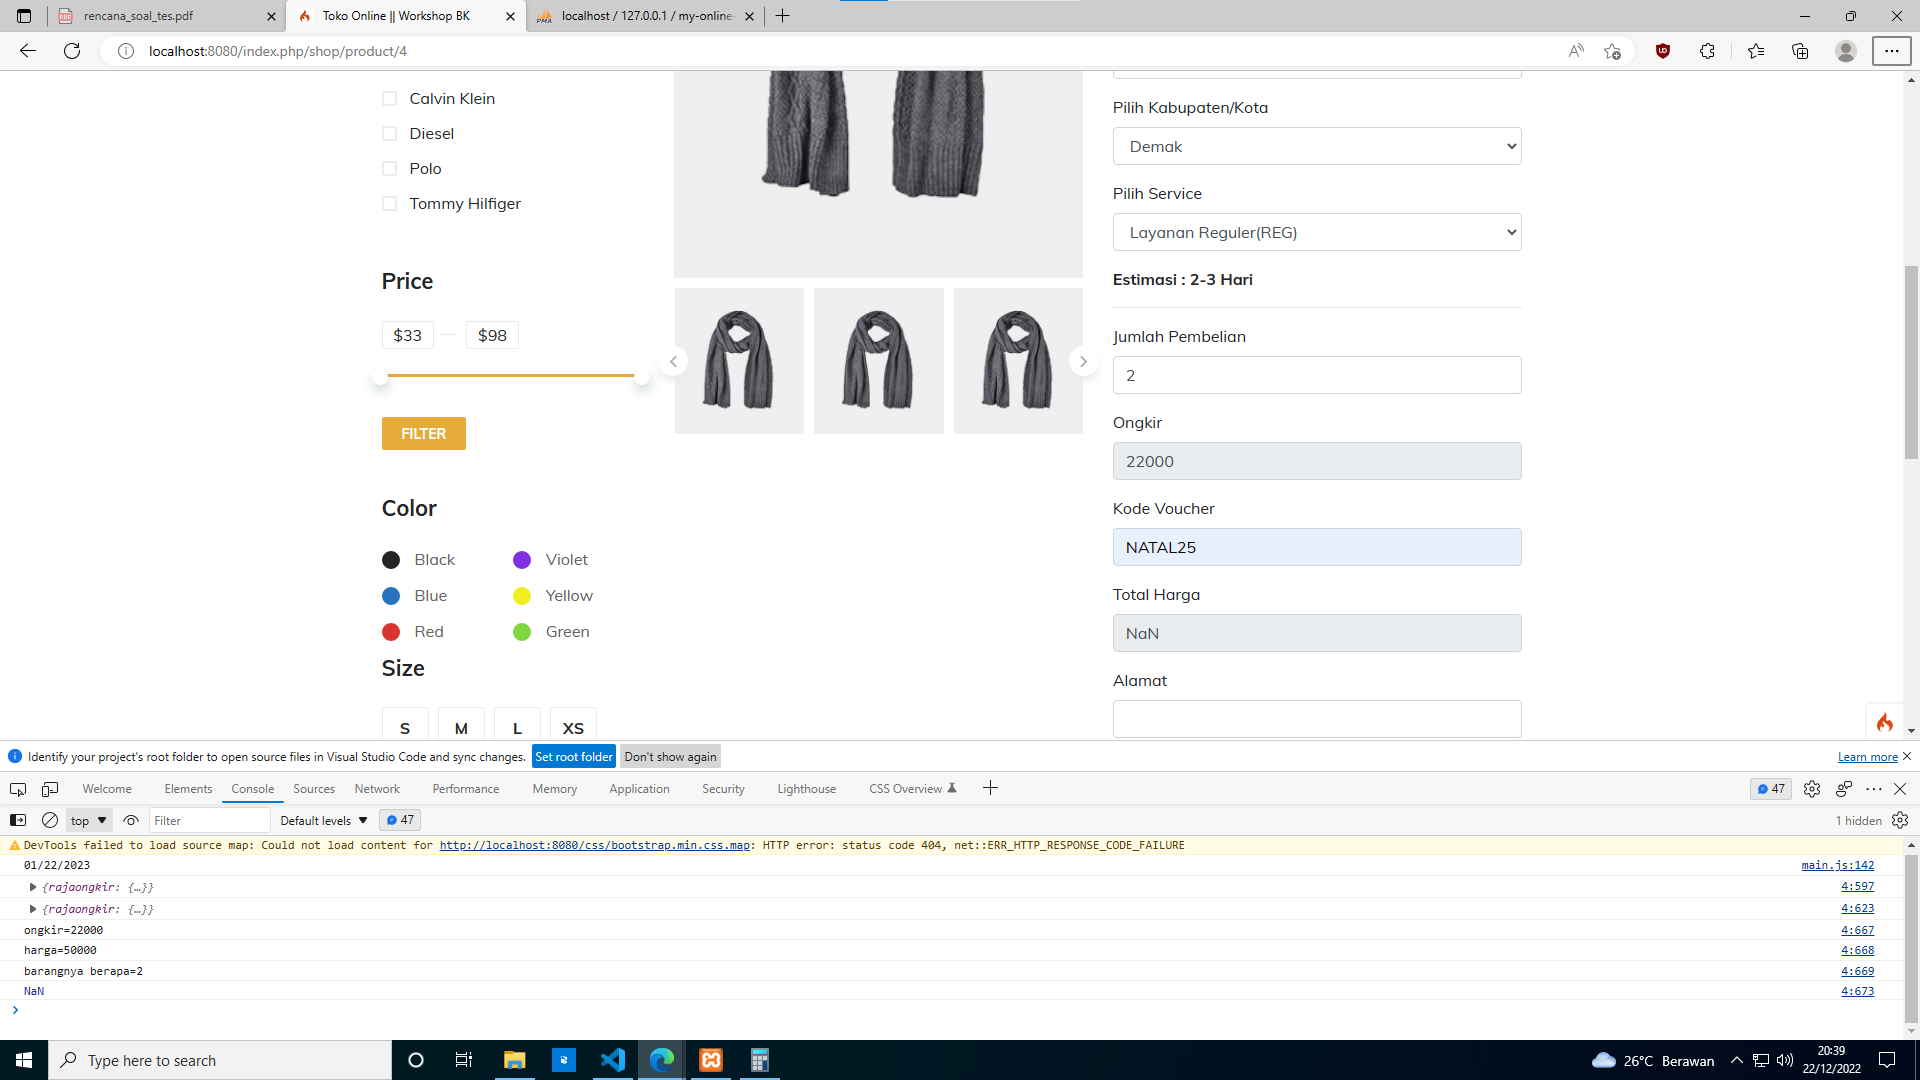 rencana_soal_tes.pdf
Toko Online || Workshop BK
localhost / 127.0.0.1 / my-online-
localhost:8080/index.php/shop/product/4
Calvin Klein
Diesel
Polo
Tommy Hilfiger
Price
$33
$98
FILTER
Color
Black
Violet
Blue
Yellow
Red
Green
Size
S
M
L
XS
Pilih Kabupaten/Kota
Demak
Pilih Service
Layanan Reguler(REG)
Estimasi : 2-3 Hari
Jumlah Pembelian
2
Ongkir
22000
Kode Voucher
NATAL25
Total Harga
NaN
Alamat
Identify your project's root folder to open source files in Visual Studio Code and sync changes. Set root folder Don't show again Learn more
Welcome Elements Console Sources Network Performance Memory Application Security Lighthouse CSS Overview 47
top Filter Default levels 47 1 hidden
DevTools failed to load source map: Could not load content for http://localhost:8080/css/bootstrap.min.css.map: HTTP error: status code 404, net::ERR_HTTP_RESPONSE_CODE_FAILURE
01/22/2023 main.js:142
{rajaongkir: {…}} 4:597
{rajaongkir: {…}} 4:623
ongkir=22000 4:667
harga=50000 4:668
barangnya berapa=2 4:669
NaN 4:673
Type here to search
26°C Berawan
20:39
22/12/2022